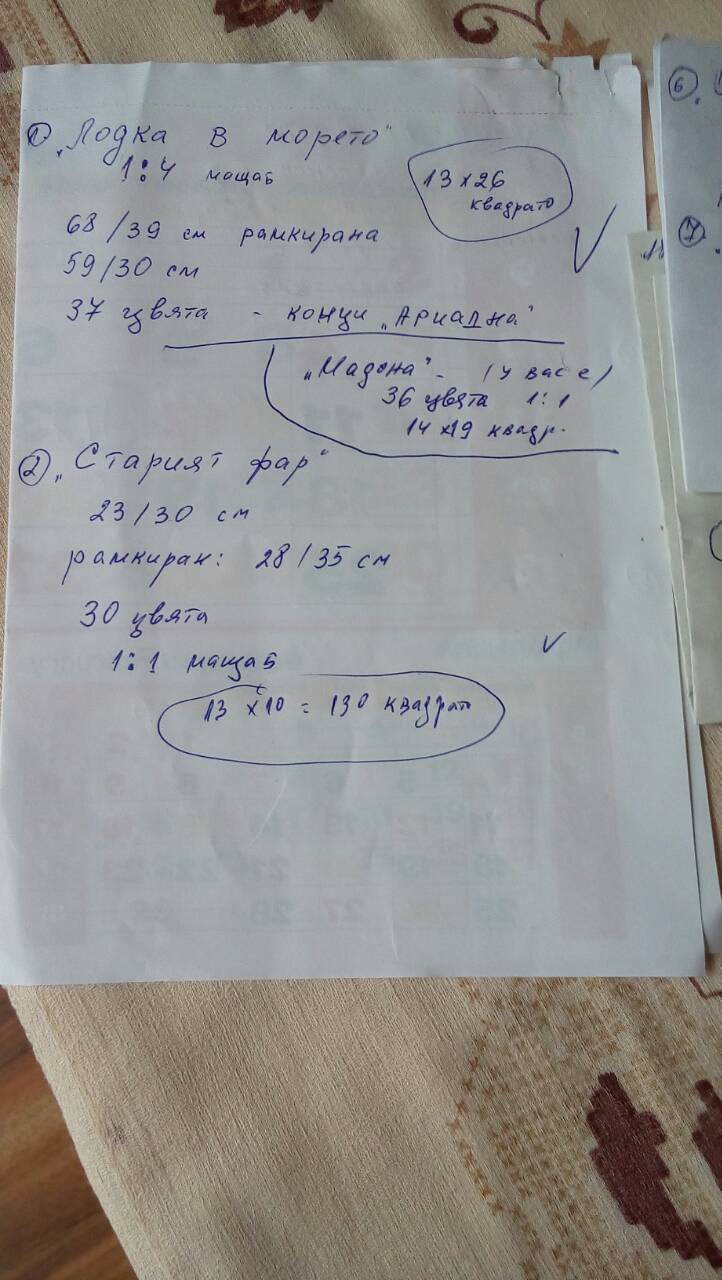 1) „Лодка в морето"
1:4 мащаб
13 x 26
квадрата
68/39 см рамкирана
59/30 см
37 цвята - конци „Ариадна"
„Мадона" - (у вас е)
36 цвята 1:1
14 x 19 квадр.
2) „Старият фар"
23/30 см
рамкиран: 28/35 см
30 цвята
1:1 мащаб
13 x 10 = 130 квадрата
6.
7.